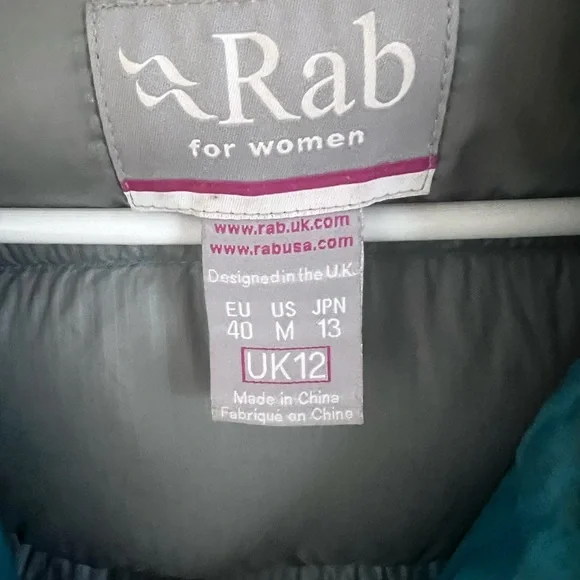 Rab
for women
www.rab.uk.com
www.rabusa.com
Designed in the U.K.
EU US JPN
40 M 13
UK12
Made in China
Fabriqué en Chine